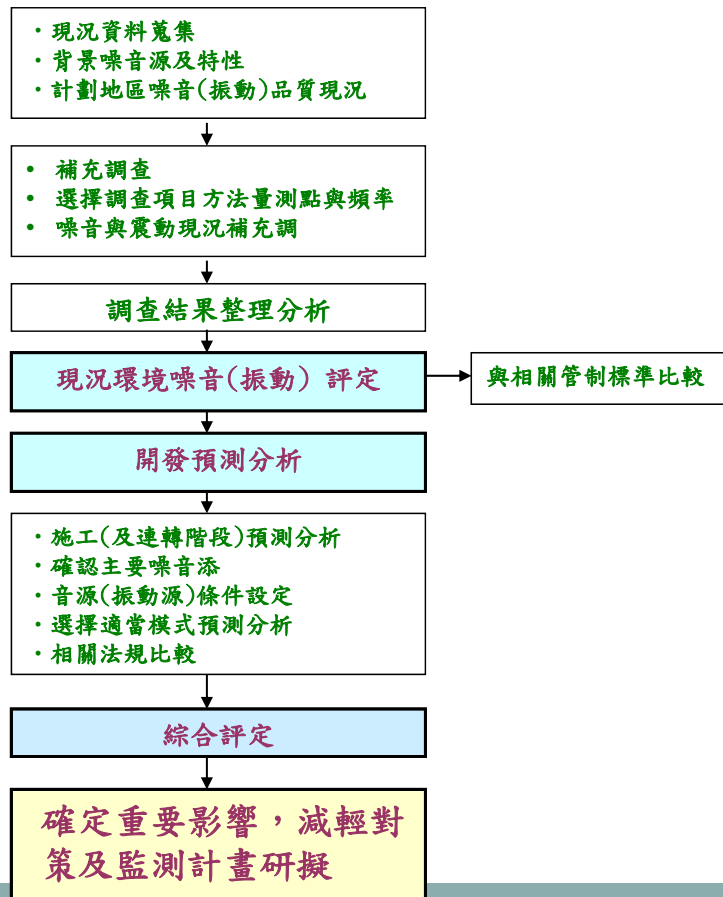 ・現況資料蒐集
・背景噪音源及特性
・計劃地區噪音(振動)品質現況
• 補充調查
• 選擇調查項目方法量測點與頻率
• 噪音與震動現況補充調
調查結果整理分析
現況環境噪音(振動) 評定
與相關管制標準比較
開發預測分析
・施工(及連轉階段)預測分析
・確認主要噪音添
・音源(振動源)條件設定
・選擇適當模式預測分析
・相關法規比較
綜合評定
確定重要影響，減輕對
策及監測計畫研擬